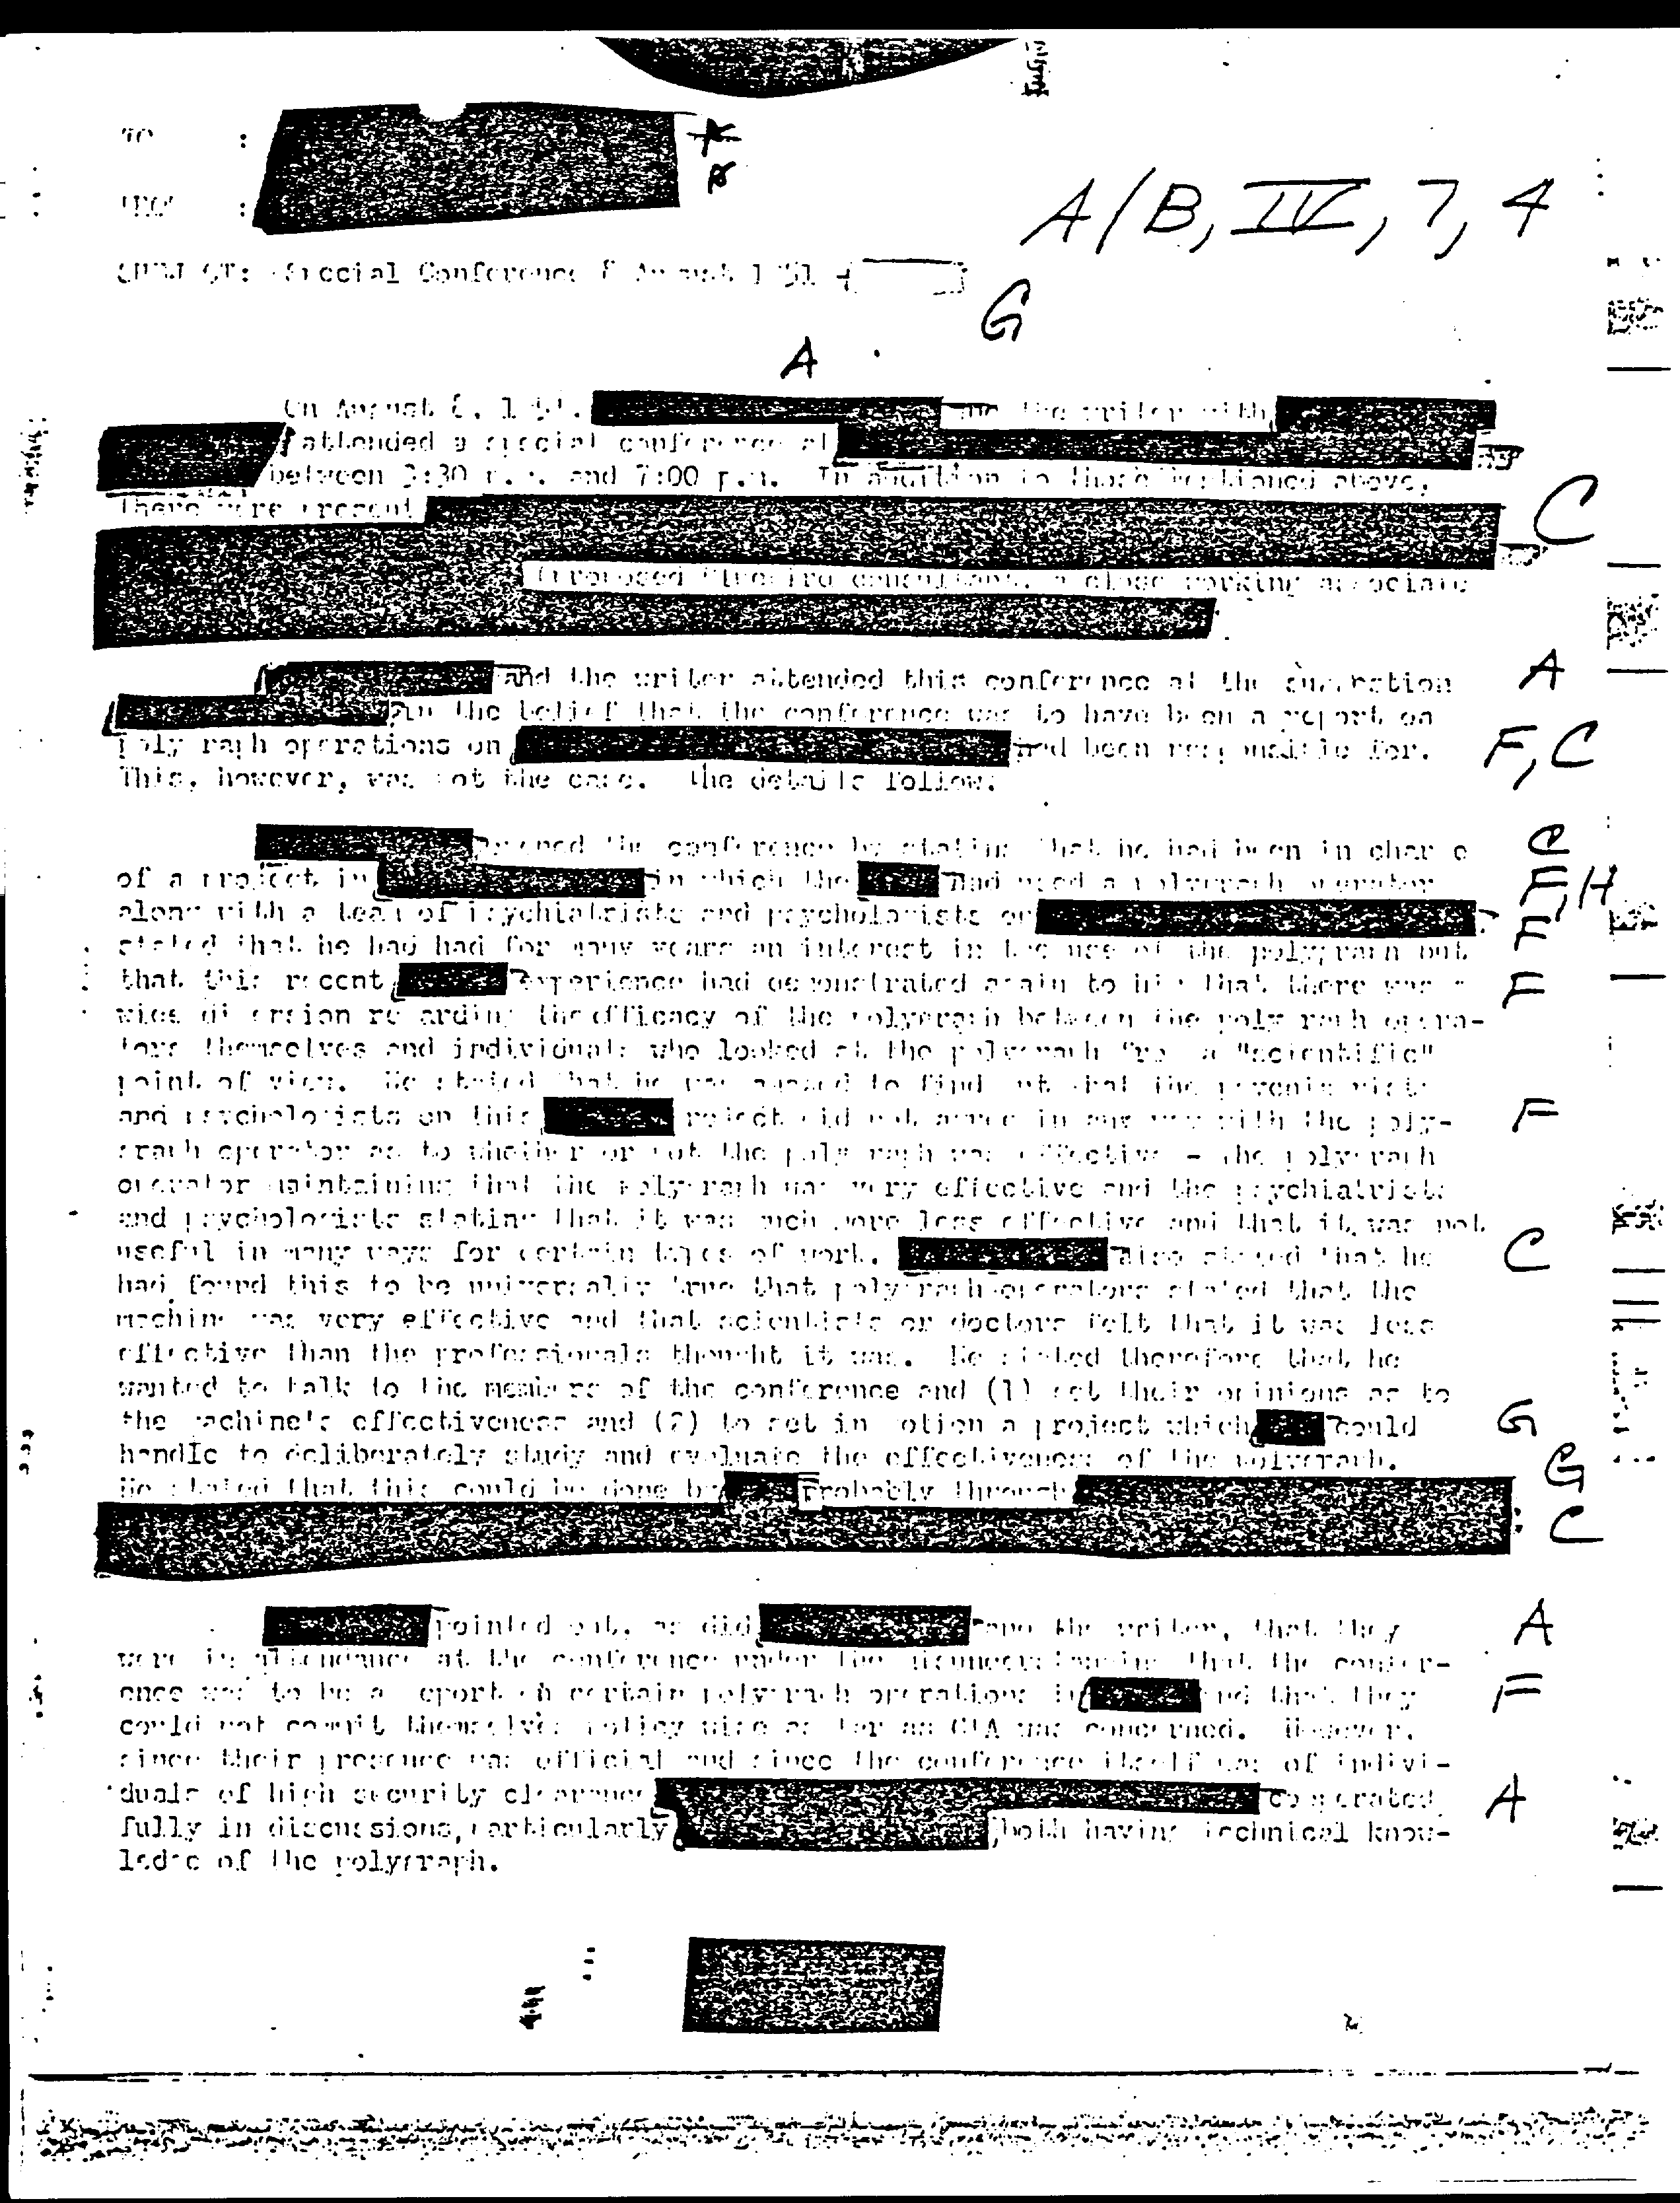 TO :
:
A/B, IV, 7, 4
Special Conference 8 August 1951
G
A
On August 8, 1951, and the writer with
attended a special conference at
between 3:30 p.m. and 7:00 p.m. In addition to those mentioned above,
there were present
C
(Proposed consultant, a close working associate
and the writer attended this conference at the suggestion A
in the belief that the conference was to have been a report on
polygraph operations on had been responsible for. F, C
This, however, was not the case. The details follow:
opened the conference by stating that he had been in charge C
of a project in in which the had used a polygraph operator F, H
along with a team of psychiatrists and psychologists on F
stated that he had had for many years an interest in the use of the polygraph but
that this recent experience had demonstrated again to him that there was a F
wide diversion regarding the efficacy of the polygraph between the polygraph opera-
tors themselves and individuals who looked at the polygraph from a "scientific"
point of view. He stated that he was amazed to find out that the psychiatrists
and psychologists on this project did not agree in any way with the poly- F
graph operator as to whether or not the polygraph was effective - the polygraph
operator maintaining that the polygraph was very effective and the psychiatrists
and psychologists stating that it was much more less effective and that it was not
useful in many ways for certain types of work. also stated that he C
had found this to be universally true that polygraph operators stated that the
machine was very effective and that scientists or doctors felt that it was less
effective than the professionals thought it was. He stated therefore that he
wanted to talk to the members of the conference and (1) get their opinions as to
the machine's effectiveness and (2) to set in motion a project which could G
handle to deliberately study and evaluate the effectiveness of the polygraph.
He stated that this could be done by probably through G
C
pointed out, as did and the writer, that they A
were in attendance at the conference under the misunderstanding that the confer-
ence was to be a report on certain polygraph operations in and that they F
could not commit themselves policy wise as far as CIA was concerned. However,
since their presence was official and since the conference itself was of indivi-
duals of high security clearance cooperated A
fully in discussions, particularly both having technical know-
ledge of the polygraph.